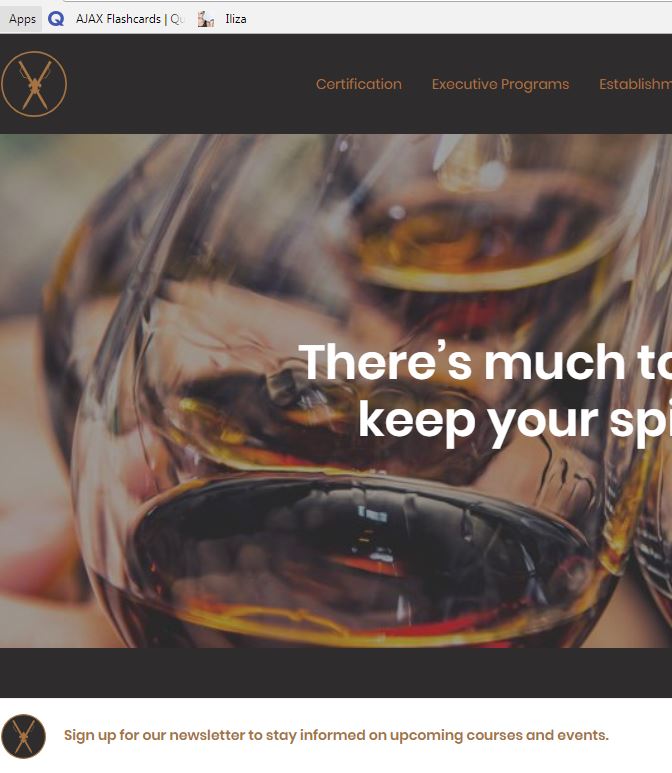 Apps AJAX Flashcards | Qu Iliza
Certification Executive Programs Establishm
There's much to
keep your spi
Sign up for our newsletter to stay informed on upcoming courses and events.